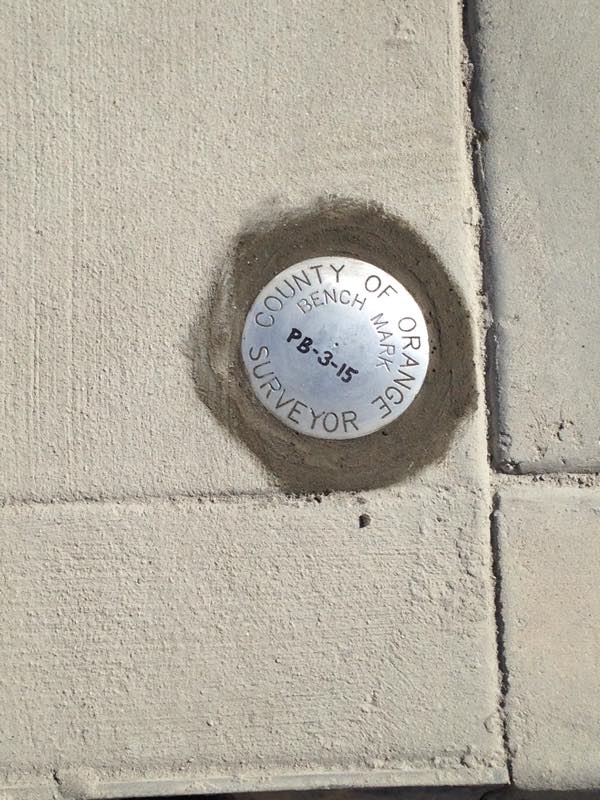 COUNTY OF ORANGE
BENCH MARK
PB-3-15
SURVEYOR